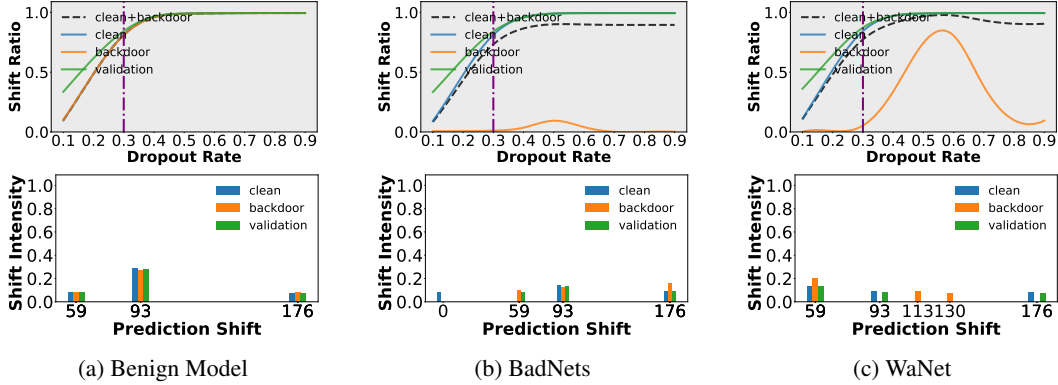 Shift Ratio
1.0
0.5
0.0
clean+backdoor
clean
backdoor
validation
0.1 0.2 0.3 0.4 0.5 0.6 0.7 0.8 0.9
Dropout Rate
Shift Ratio
1.0
0.5
0.0
clean+backdoor
clean
backdoor
validation
0.1 0.2 0.3 0.4 0.5 0.6 0.7 0.8 0.9
Dropout Rate
Shift Ratio
1.0
0.5
0.0
clean+backdoor
clean
backdoor
validation
0.1 0.2 0.3 0.4 0.5 0.6 0.7 0.8 0.9
Dropout Rate
Shift Intensity
1.0
0.8
0.6
0.4
0.2
0.0
clean
backdoor
validation
59 93 176
Prediction Shift
Shift Intensity
1.0
0.8
0.6
0.4
0.2
0.0
clean
backdoor
validation
0 59 93 176
Prediction Shift
Shift Intensity
1.0
0.8
0.6
0.4
0.2
0.0
clean
backdoor
validation
59 93 113 130 176
Prediction Shift
(a) Benign Model
(b) BadNets
(c) WaNet